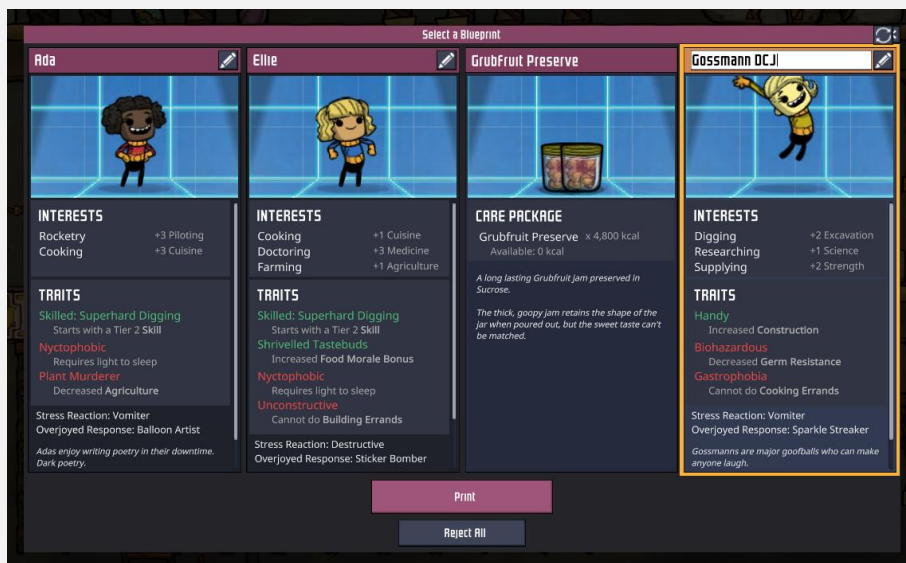 Select a Blueprint
Ada
INTERESTS
Rocketry +3 Piloting
Cooking +3 Cuisine
TRAITS
Skilled: Superhard Digging
Starts with a Tier 2 Skill
Nyctophobic
Requires light to sleep
Plant Murderer
Decreased Agriculture
Stress Reaction: Vomiter
Overjoyed Response: Balloon Artist
Adas enjoy writing poetry in their downtime.
Dark poetry.
Ellie
INTERESTS
Cooking +1 Cuisine
Doctoring +3 Medicine
Farming +1 Agriculture
TRAITS
Skilled: Superhard Digging
Starts with a Tier 2 Skill
Shrivelled Tastebuds
Increased Food Morale Bonus
Nyctophobic
Requires light to sleep
Unconstructive
Cannot do Building Errands
Stress Reaction: Destructive
Overjoyed Response: Sticker Bomber
Grubfruit Preserve
CARE PACKAGE
Grubfruit Preserve x 4,800 kcal
Available: 0 kcal
A long lasting Grubfruit jam preserved in
Sucrose.
The thick, goopy jam retains the shape of the
jar when poured out, but the sweet taste can't
be matched.
Gossmann DCJ
INTERESTS
Digging +2 Excavation
Researching +1 Science
Supplying +2 Strength
TRAITS
Handy
Increased Construction
Biohazardous
Decreased Germ Resistance
Gastrophobia
Cannot do Cooking Errands
Stress Reaction: Vomiter
Overjoyed Response: Sparkle Streaker
Gossmanns are major goofballs who can make
anyone laugh.
Print
Reject All